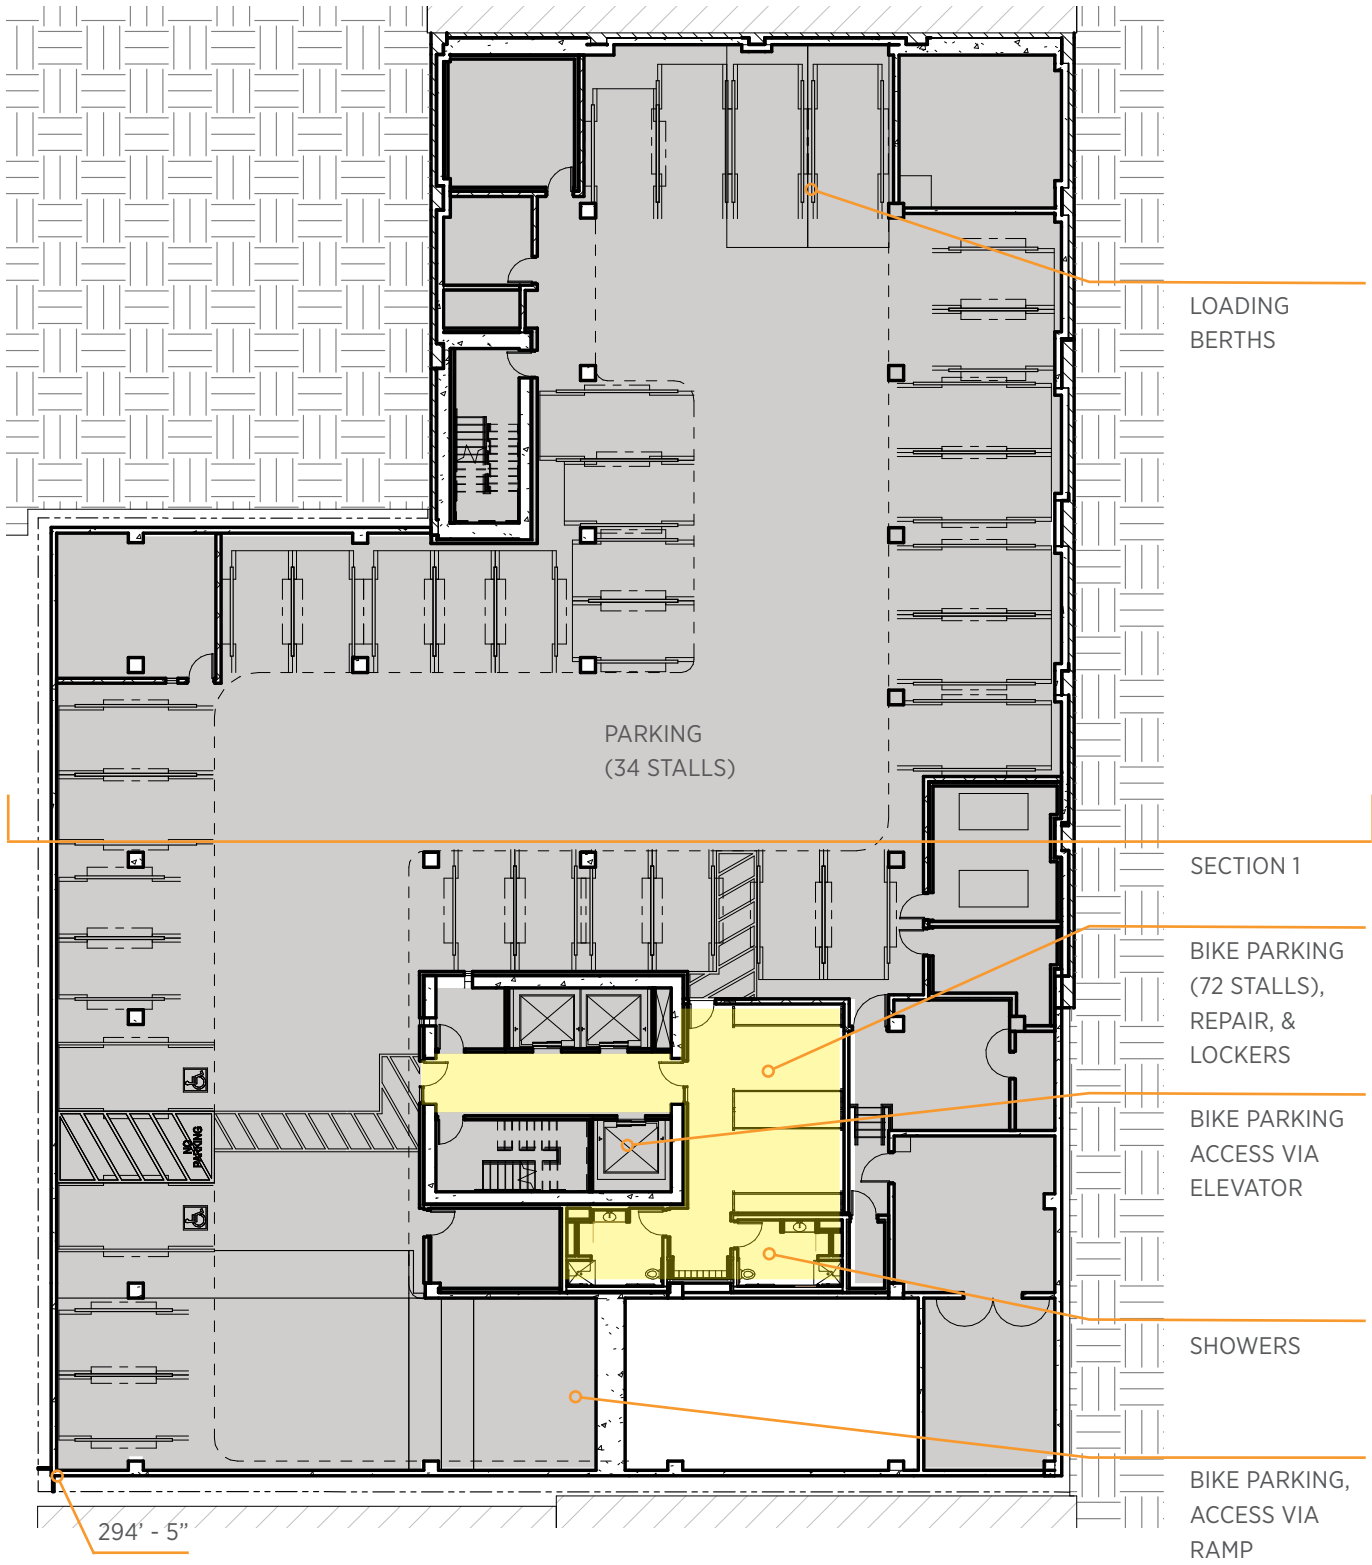 LOADING
BERTHS
PARKING
(34 STALLS)
SECTION 1
BIKE PARKING
(72 STALLS),
REPAIR, &
LOCKERS
BIKE PARKING
ACCESS VIA
ELEVATOR
NO
PARKING
SHOWERS
BIKE PARKING,
ACCESS VIA
RAMP
294' - 5”